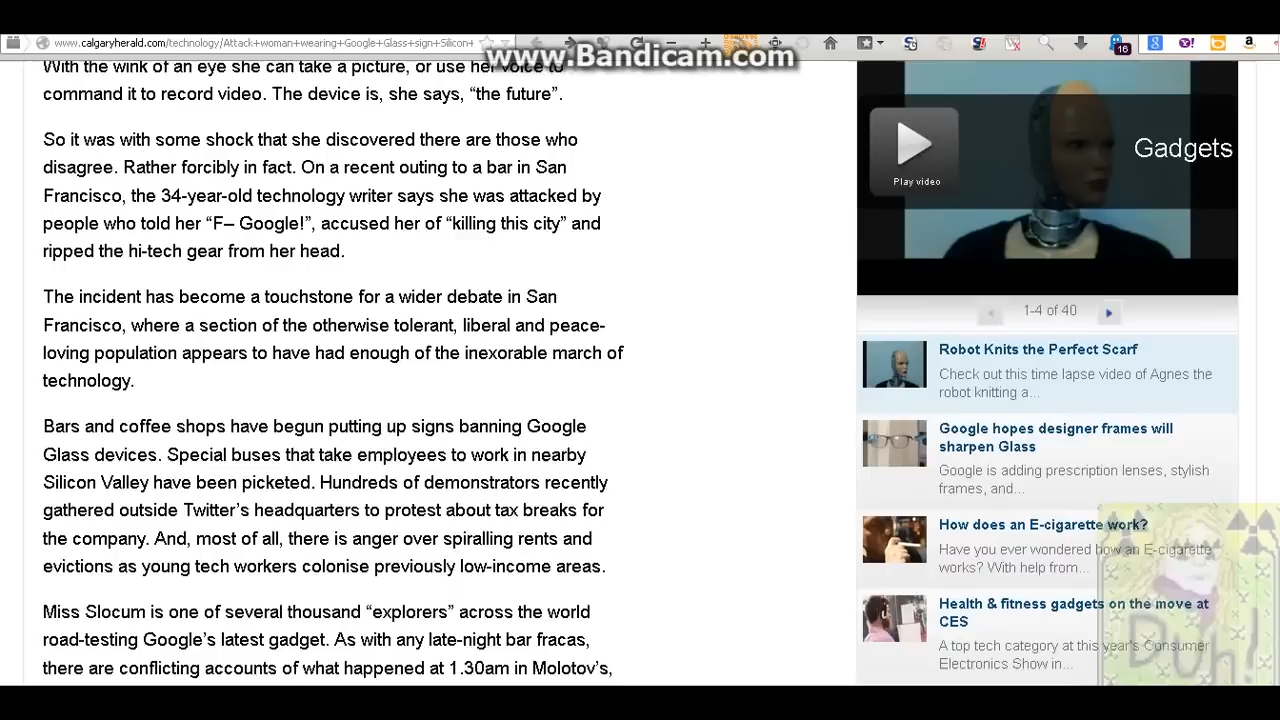 www.calgaryherald.com/technology/Attack+woman+wearing+Google+Glass+sign+Silicon+
www.Bandicam.com
16
With the wink of an eye she can take a picture, or use her voice to
command it to record video. The device is, she says, “the future”.
So it was with some shock that she discovered there are those who
disagree. Rather forcibly in fact. On a recent outing to a bar in San
Francisco, the 34-year-old technology writer says she was attacked by
people who told her “F– Google!”, accused her of “killing this city” and
ripped the hi-tech gear from her head.
The incident has become a touchstone for a wider debate in San
Francisco, where a section of the otherwise tolerant, liberal and peace-
loving population appears to have had enough of the inexorable march of
technology.
Bars and coffee shops have begun putting up signs banning Google
Glass devices. Special buses that take employees to work in nearby
Silicon Valley have been picketed. Hundreds of demonstrators recently
gathered outside Twitter’s headquarters to protest about tax breaks for
the company. And, most of all, there is anger over spiralling rents and
evictions as young tech workers colonise previously low-income areas.
Miss Slocum is one of several thousand “explorers” across the world
road-testing Google’s latest gadget. As with any late-night bar fracas,
there are conflicting accounts of what happened at 1.30am in Molotov’s,
Play video
Gadgets
1-4 of 40
Robot Knits the Perfect Scarf
Check out this time lapse video of Agnes the
robot knitting a...
Google hopes designer frames will
sharpen Glass
Google is adding prescription lenses, stylish
frames, and...
How does an E-cigarette work?
Have you ever wondered how an E-cigarette
works? With help from...
Health & fitness gadgets on the move at
CES
A top tech category at this year's Consumer
Electronics Show in...
Duh!